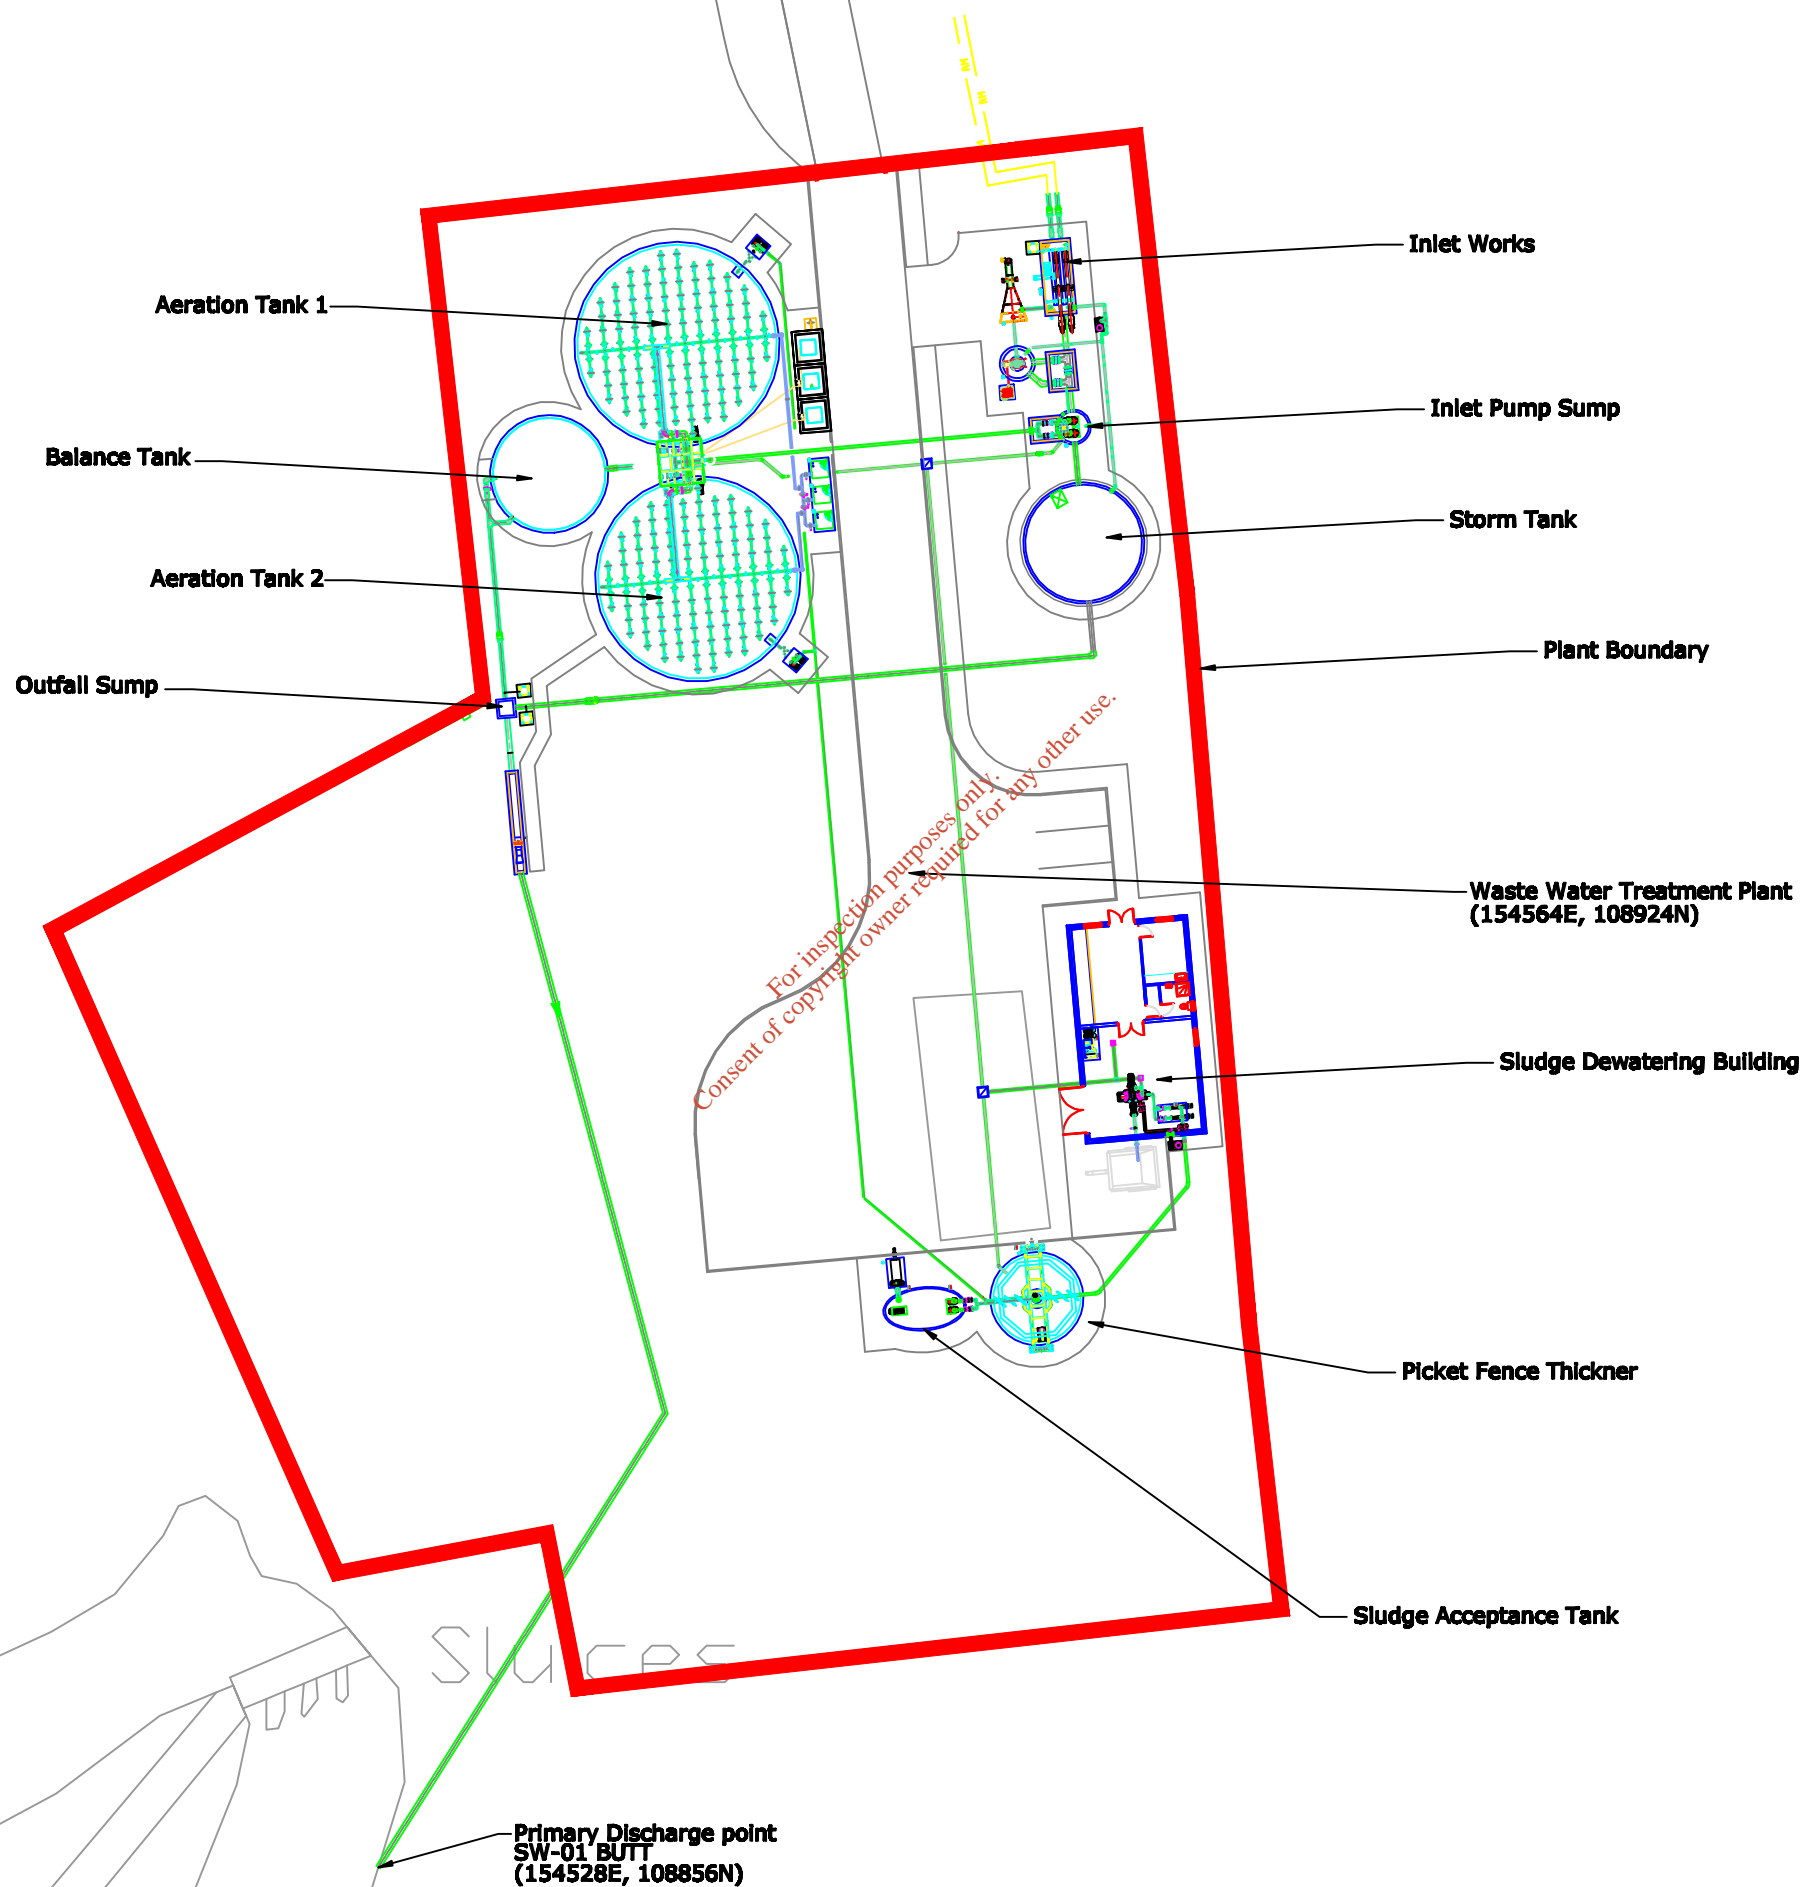 Inlet Works
Aeration Tank 1
Inlet Pump Sump
Balance Tank
Storm Tank
Aeration Tank 2
Plant Boundary
Outfall Sump
For inspection purposes only.
Consent of copyright owner required for any other use.
Waste Water Treatment Plant
(154564E, 108924N)
Sludge Dewatering Building
Picket Fence Thickner
Sludge Acceptance Tank
Sluices
Primary Discharge point
SW-01 BUTT
(154528E, 108856N)